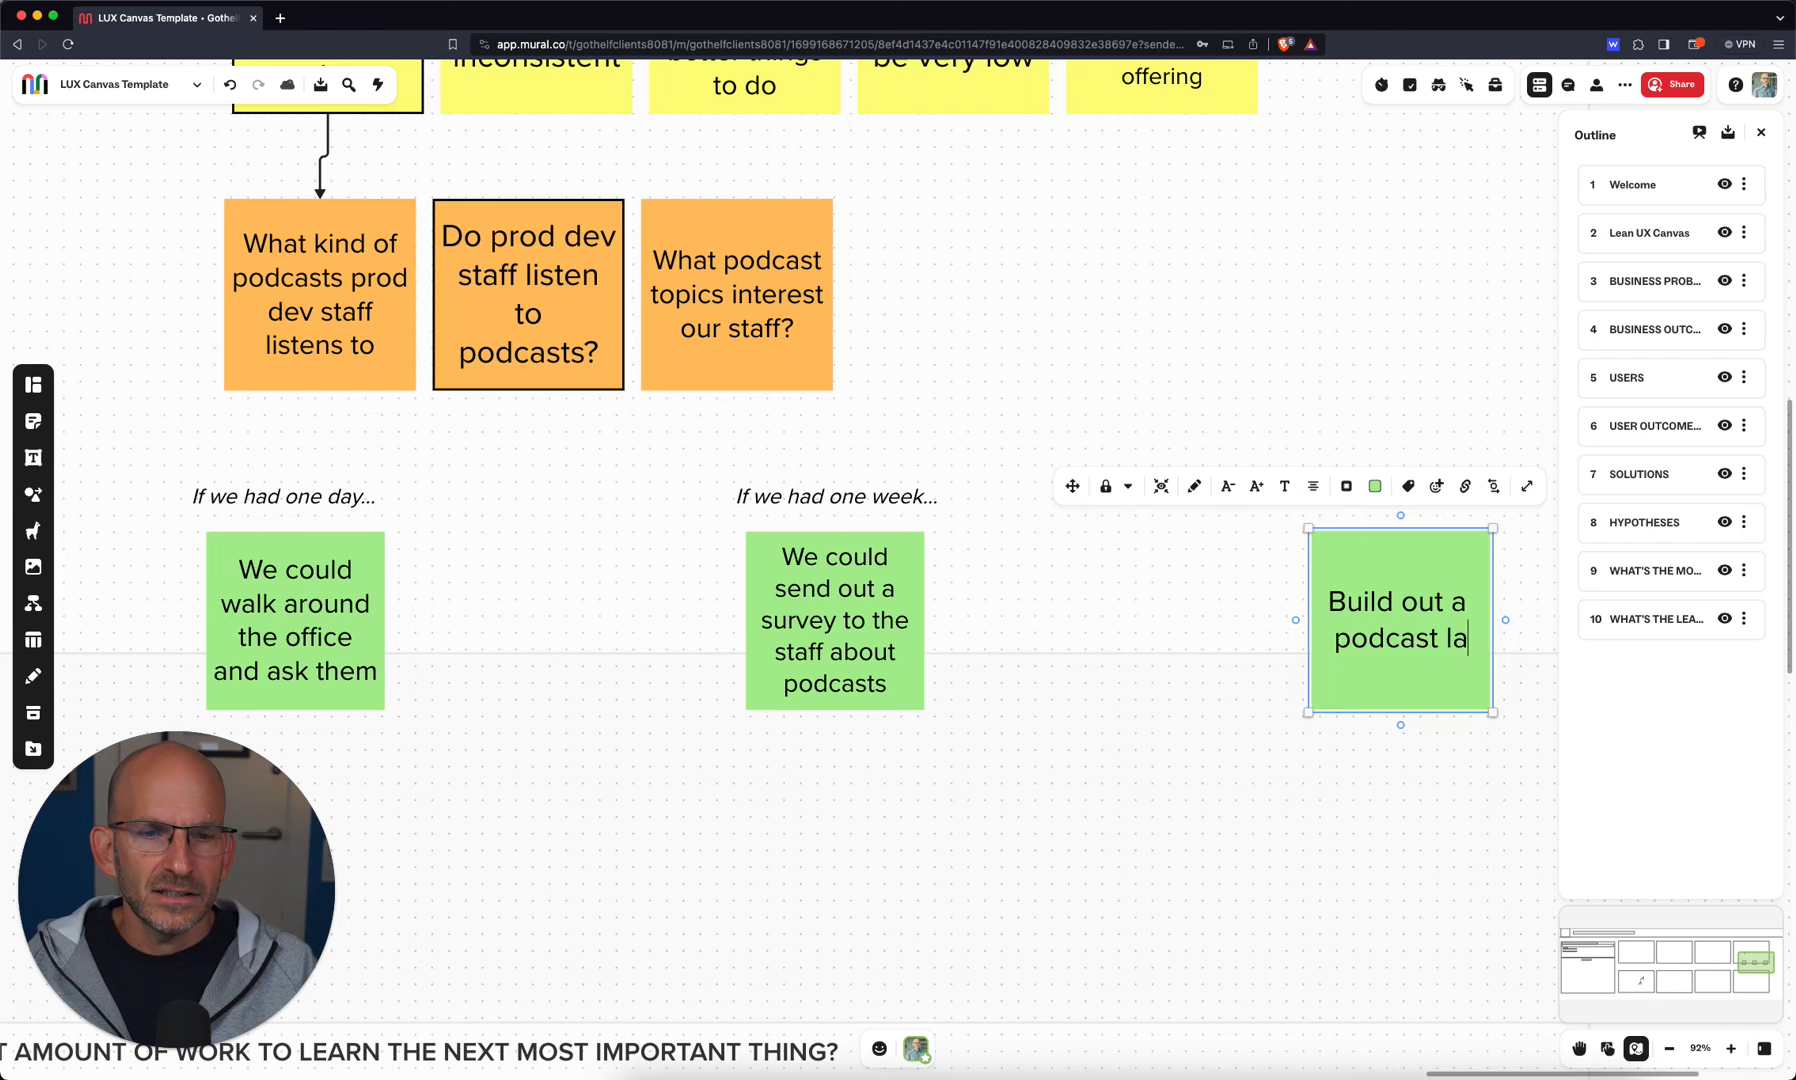 LUX Canvas Template • Gothel
app.mural.co/t/gothelfclients8081/m/gothelfclients8081/1699168671205/8ef4d1437e4c01147f91e400828409832e38697e?sende...
VPN
LUX Canvas Template
Share
inconsistent
better things
to do
be very low
offering
What kind of
podcasts prod
dev staff
listens to
Do prod dev
staff listen
to
podcasts?
What podcast
topics interest
our staff?
If we had one day...
If we had one week...
We could
walk around
the office
and ask them
We could
send out a
survey to the
staff about
podcasts
Build out a
podcast la
Outline
1 Welcome
2 Lean UX Canvas
3 BUSINESS PROB...
4 BUSINESS OUTC...
5 USERS
6 USER OUTCOME...
7 SOLUTIONS
8 HYPOTHESES
9 WHAT'S THE MO...
10 WHAT'S THE LEA...
T AMOUNT OF WORK TO LEARN THE NEXT MOST IMPORTANT THING?
92%